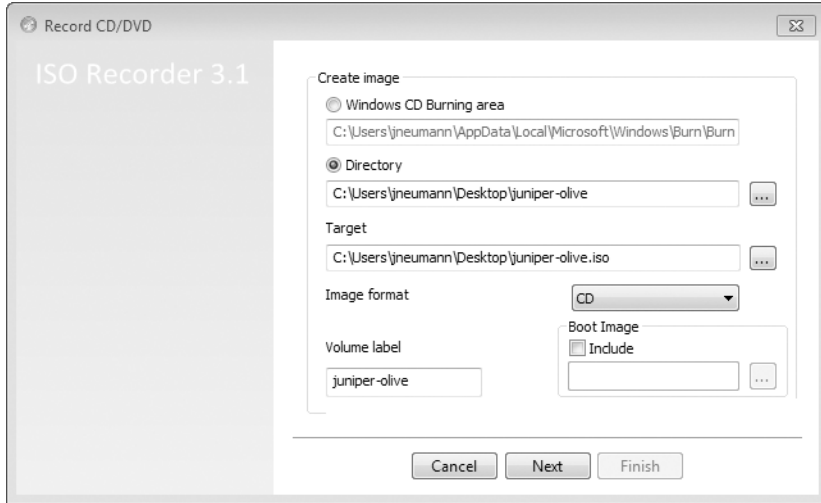 Record CD/DVD
ISO Recorder 3.1
Create image
Windows CD Burning area
C:\Users\jneumann\AppData\Local\Microsoft\Windows\Burn\Burn
Directory
C:\Users\jneumann\Desktop\juniper-olive
...
Target
C:\Users\jneumann\Desktop\juniper-olive.iso
...
Image format
CD
Boot Image
Volume label
Include
juniper-olive
...
Cancel Next Finish